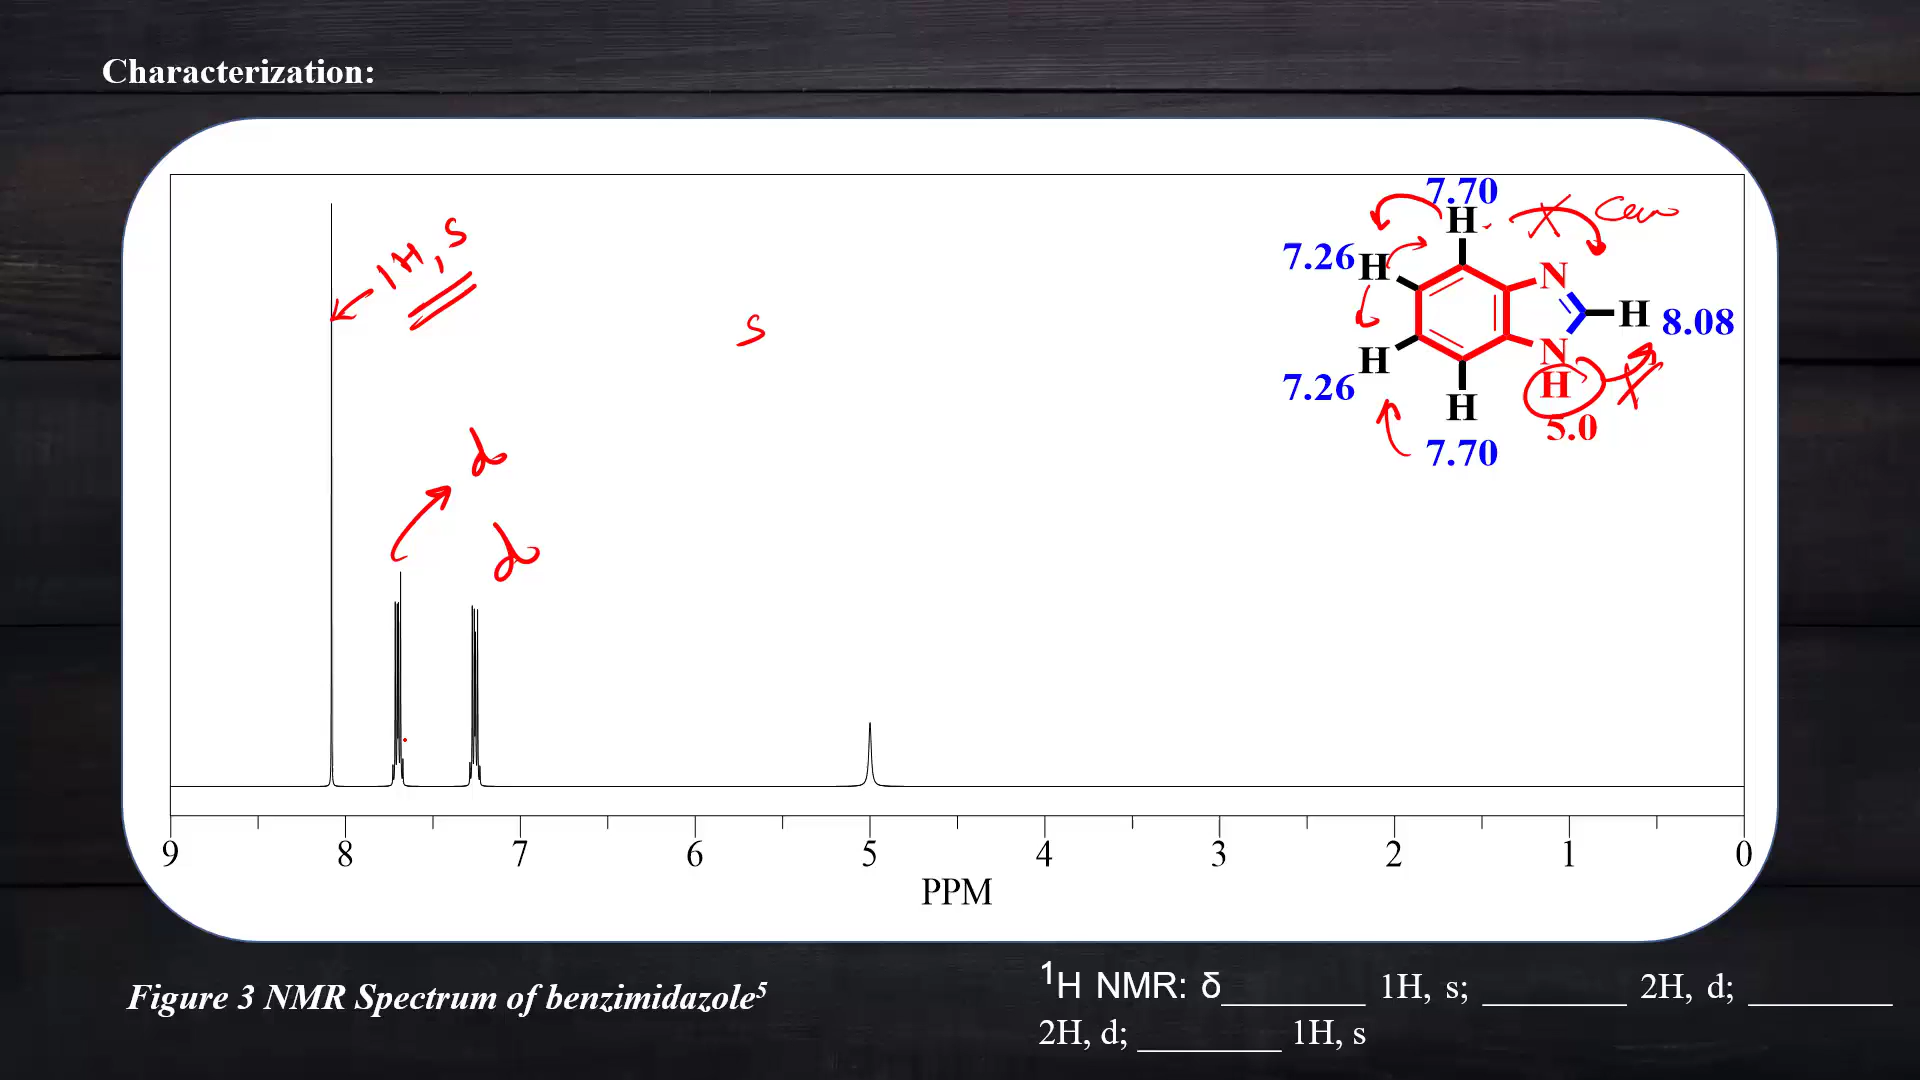 Characterization:
7.70
H
Cero
7.26 H
N
1H, s
s
H 8.08
H
N
7.26
H
H
5.0
7.70
d
d
9 8 7 6 5 4 3 2 1 0
PPM
Figure 3 NMR Spectrum of benzimidazole⁵
¹H NMR: δ________ 1H, s; ________ 2H, d; ________
2H, d; ________ 1H, s